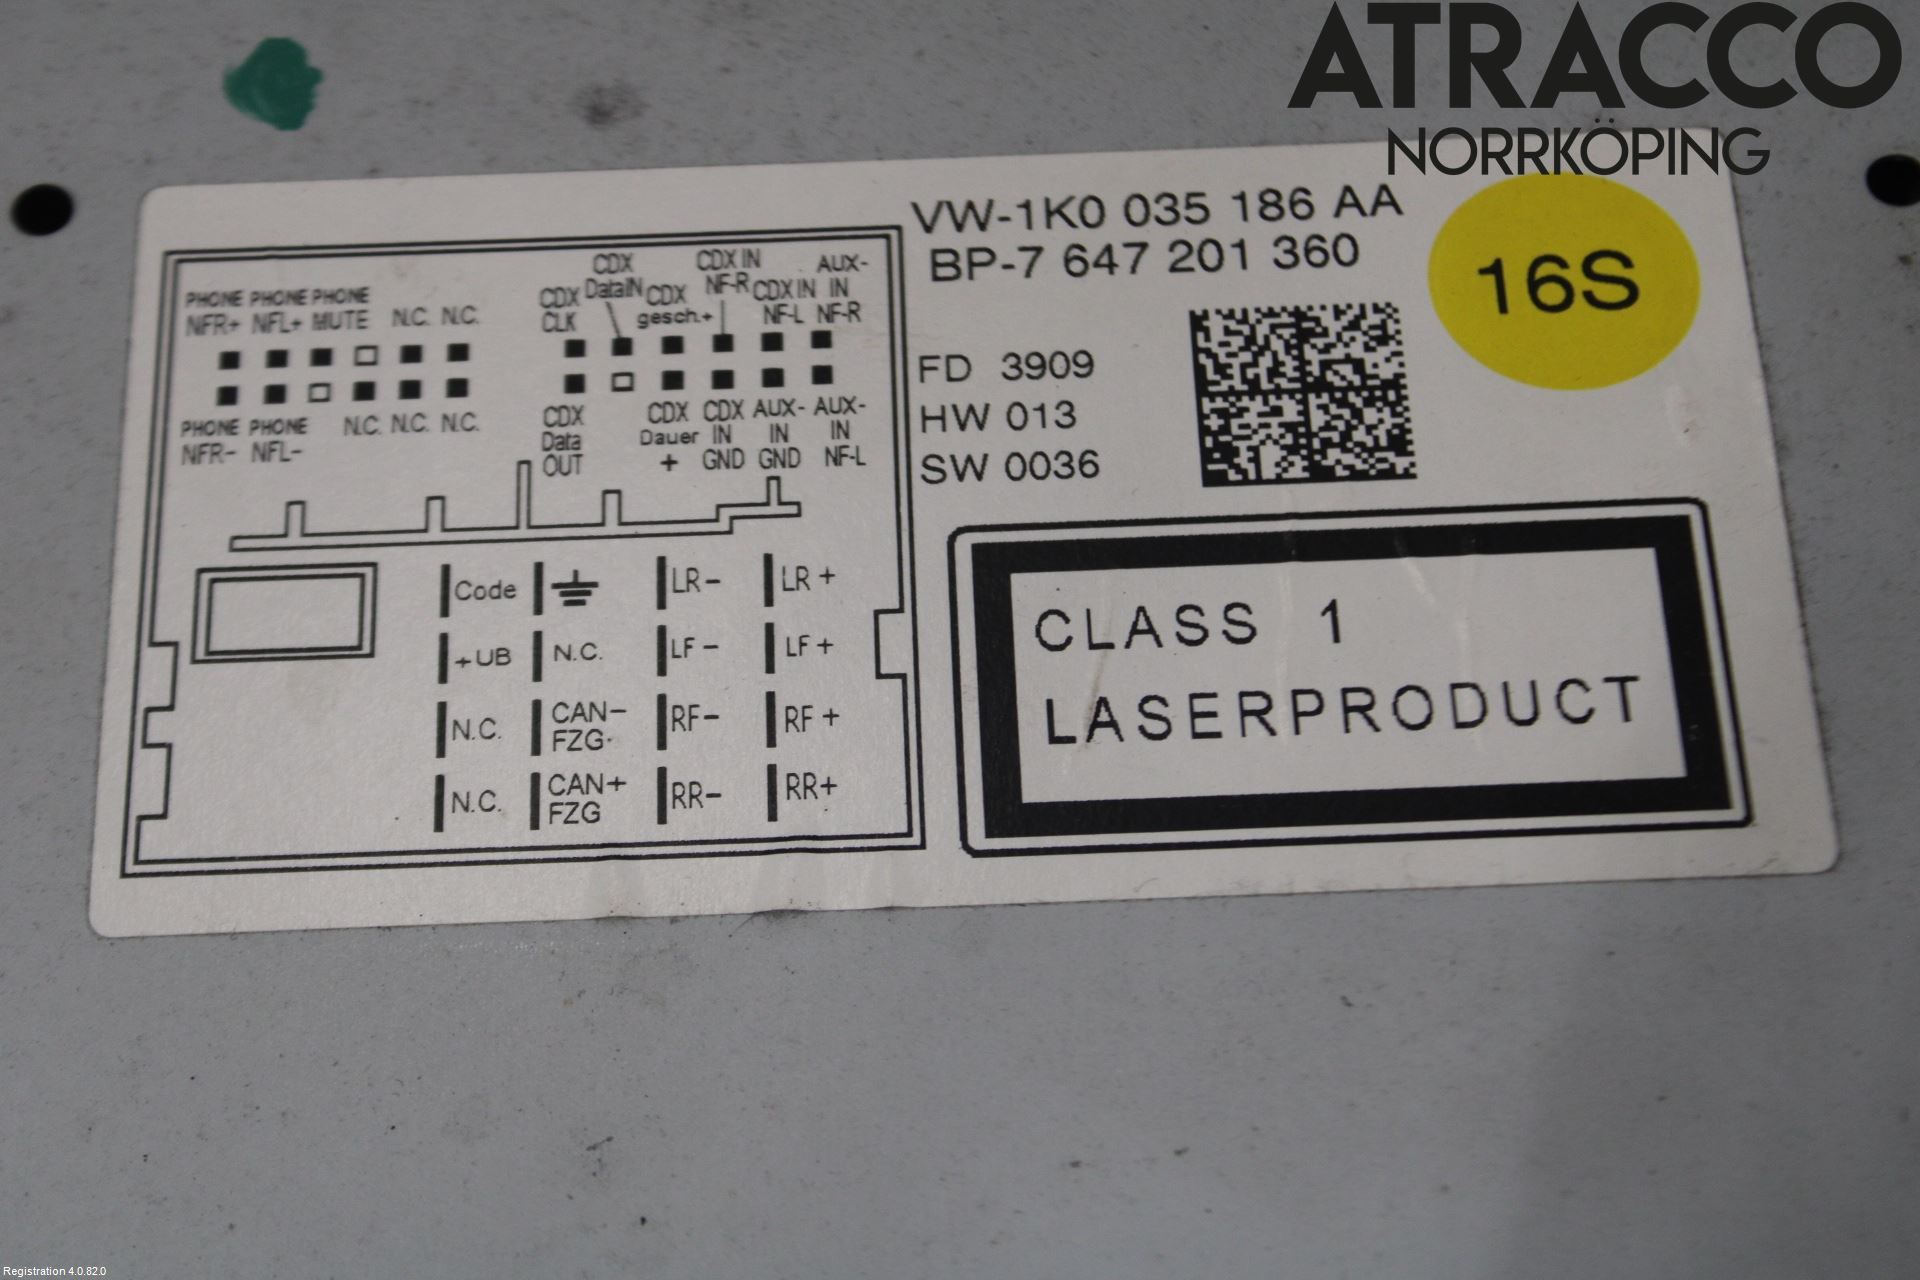 ATRACCO
NORRKÖPING
VW-1K0 035 186 AA
BP-7 647 201 360
16S
FD 3909
HW 013
SW 0036
CLASS 1
LASERPRODUCT
PHONE PHONE PHONE
NFR+ NFL+ MUTE N.C. N.C.
PHONE PHONE N.C. N.C. N.C.
NFR- NFL-
CDX
CLK
CDX
DataIN
CDX
gesch.+
CDX IN
NF-R
CDX IN
NF-L
AUX-
IN
NF-R
CDX
Data
OUT
CDX
Dauer
+
CDX
IN
GND
AUX-
IN
GND
AUX-
IN
NF-L
Code LR- LR+
+UB N.C. LF- LF+
N.C. CAN- FZG. RF- RF+
N.C. CAN+ FZG RR- RR+
Registration 4.0.82.0